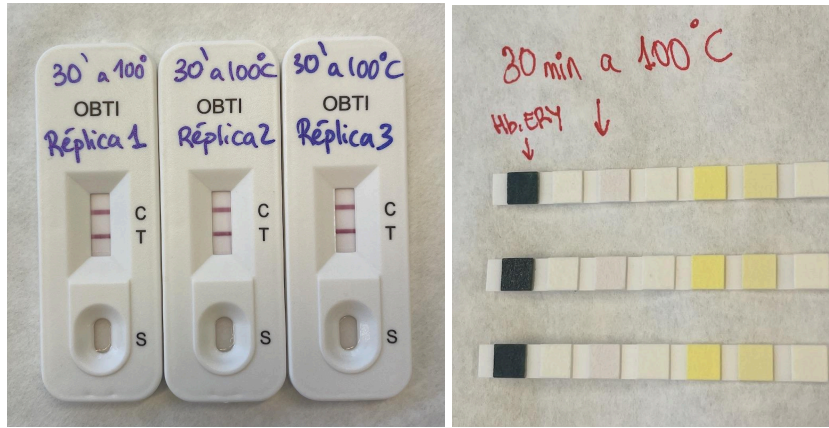 30' a 100°
OBTI
Réplica 1
C
T
S
30' a 100°C
OBTI
Réplica 2
C
T
S
30' a 100°C
OBTI
Réplica 3
C
T
S
30 min a 100°C
Hb.ERY